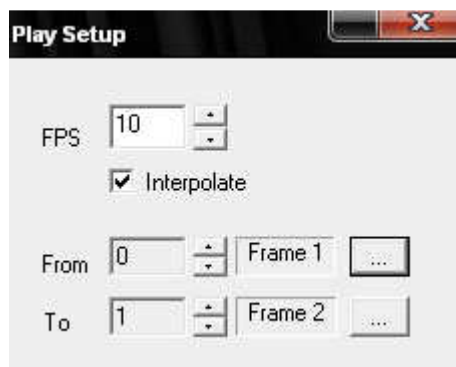 Play Setup
FPS 10
Interpolate
From 0 Frame 1 ...
To 1 Frame 2 ...